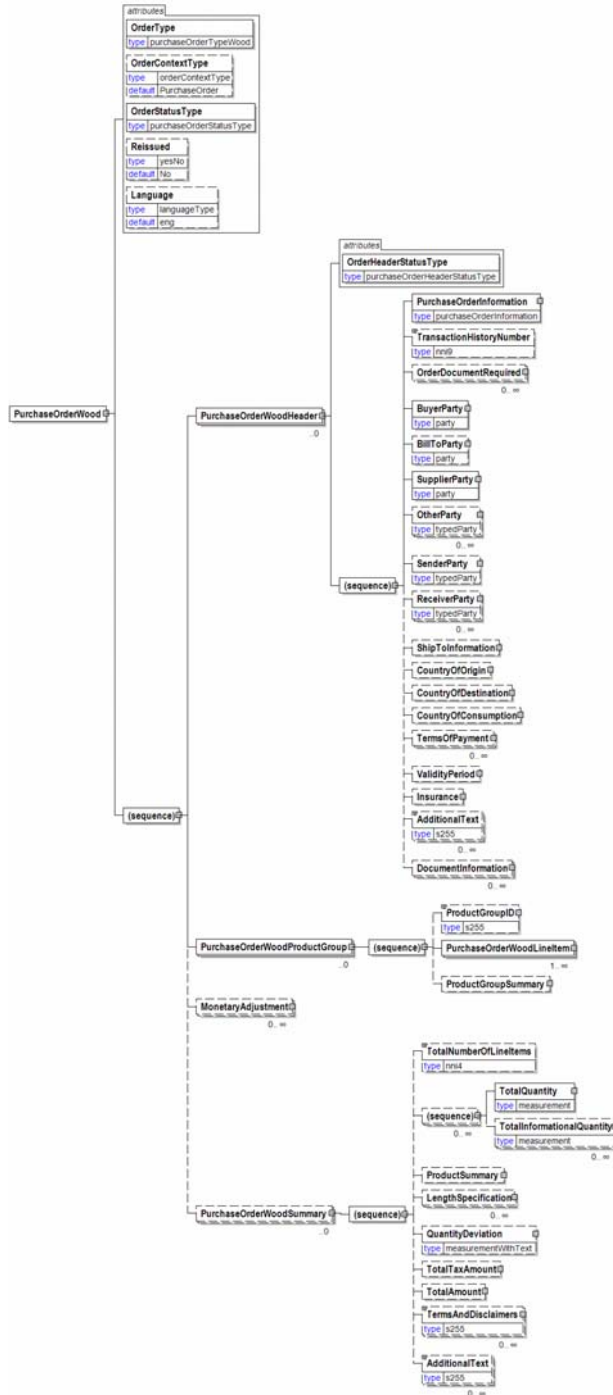 attributes
OrderType
type purchaseOrderTypeWood
OrderContextType
type orderContextType
default PurchaseOrder
OrderStatusType
type purchaseOrderStatusType
Reissued
type yesNo
default No
Language
type languageType
default eng
attributes
OrderHeaderStatusType
type purchaseOrderHeaderStatusType
PurchaseOrderInformation
type purchaseOrderInformation
TransactionHistoryNumber
type nni9
OrderDocumentRequired
0.. ∞
PurchaseOrderWood
PurchaseOrderWoodHeader
..0
BuyerParty
type party
BillToParty
type party
SupplierParty
type party
OtherParty
type typedParty
0.. ∞
SenderParty
type typedParty
(sequence)
ReceiverParty
type typedParty
0.. ∞
ShipToInformation
CountryOfOrigin
CountryOfDestination
CountryOfConsumption
TermsOfPayment
0.. ∞
ValidityPeriod
Insurance
(sequence)
AdditionalText
type s255
0.. ∞
DocumentInformation
0.. ∞
ProductGroupID
type s255
PurchaseOrderWoodProductGroup
..0
(sequence)
PurchaseOrderWoodLineItem
1.. ∞
ProductGroupSummary
MonetaryAdjustment
0.. ∞
TotalNumberOfLineItems
type nni4
TotalQuantity
type measurement
(sequence)
0.. ∞
TotalInformationalQuantity
type measurement
0.. ∞
ProductSummary
LengthSpecification
0.. ∞
PurchaseOrderWoodSummary
..0
(sequence)
QuantityDeviation
type measurementWithText
TotalTaxAmount
TotalAmount
TermsAndDisclaimers
type s255
0.. ∞
AdditionalText
type s255
0.. ∞